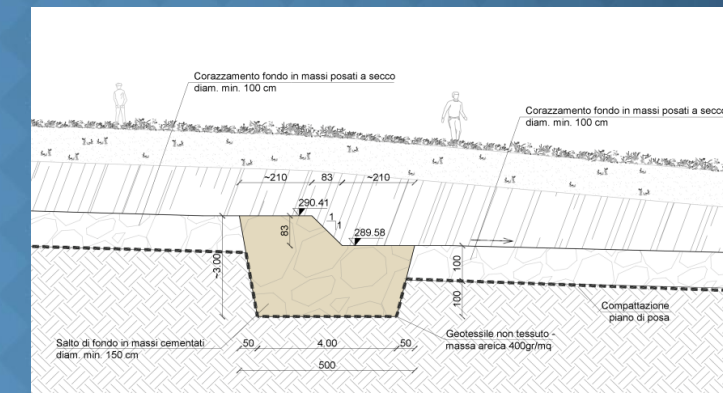 Corazzamento fondo in massi posati a secco
diam. min. 100 cm
Corazzamento fondo in massi posati a secco
diam. min. 100 cm
~210
83
~210
290.41
1
1
83
289.58
~3.00
100
100
Compattazione
piano di posa
Salto di fondo in massi cementati
diam. min. 150 cm
50
4.00
50
Geotessile non tessuto -
massa areica 400gr/mq
500